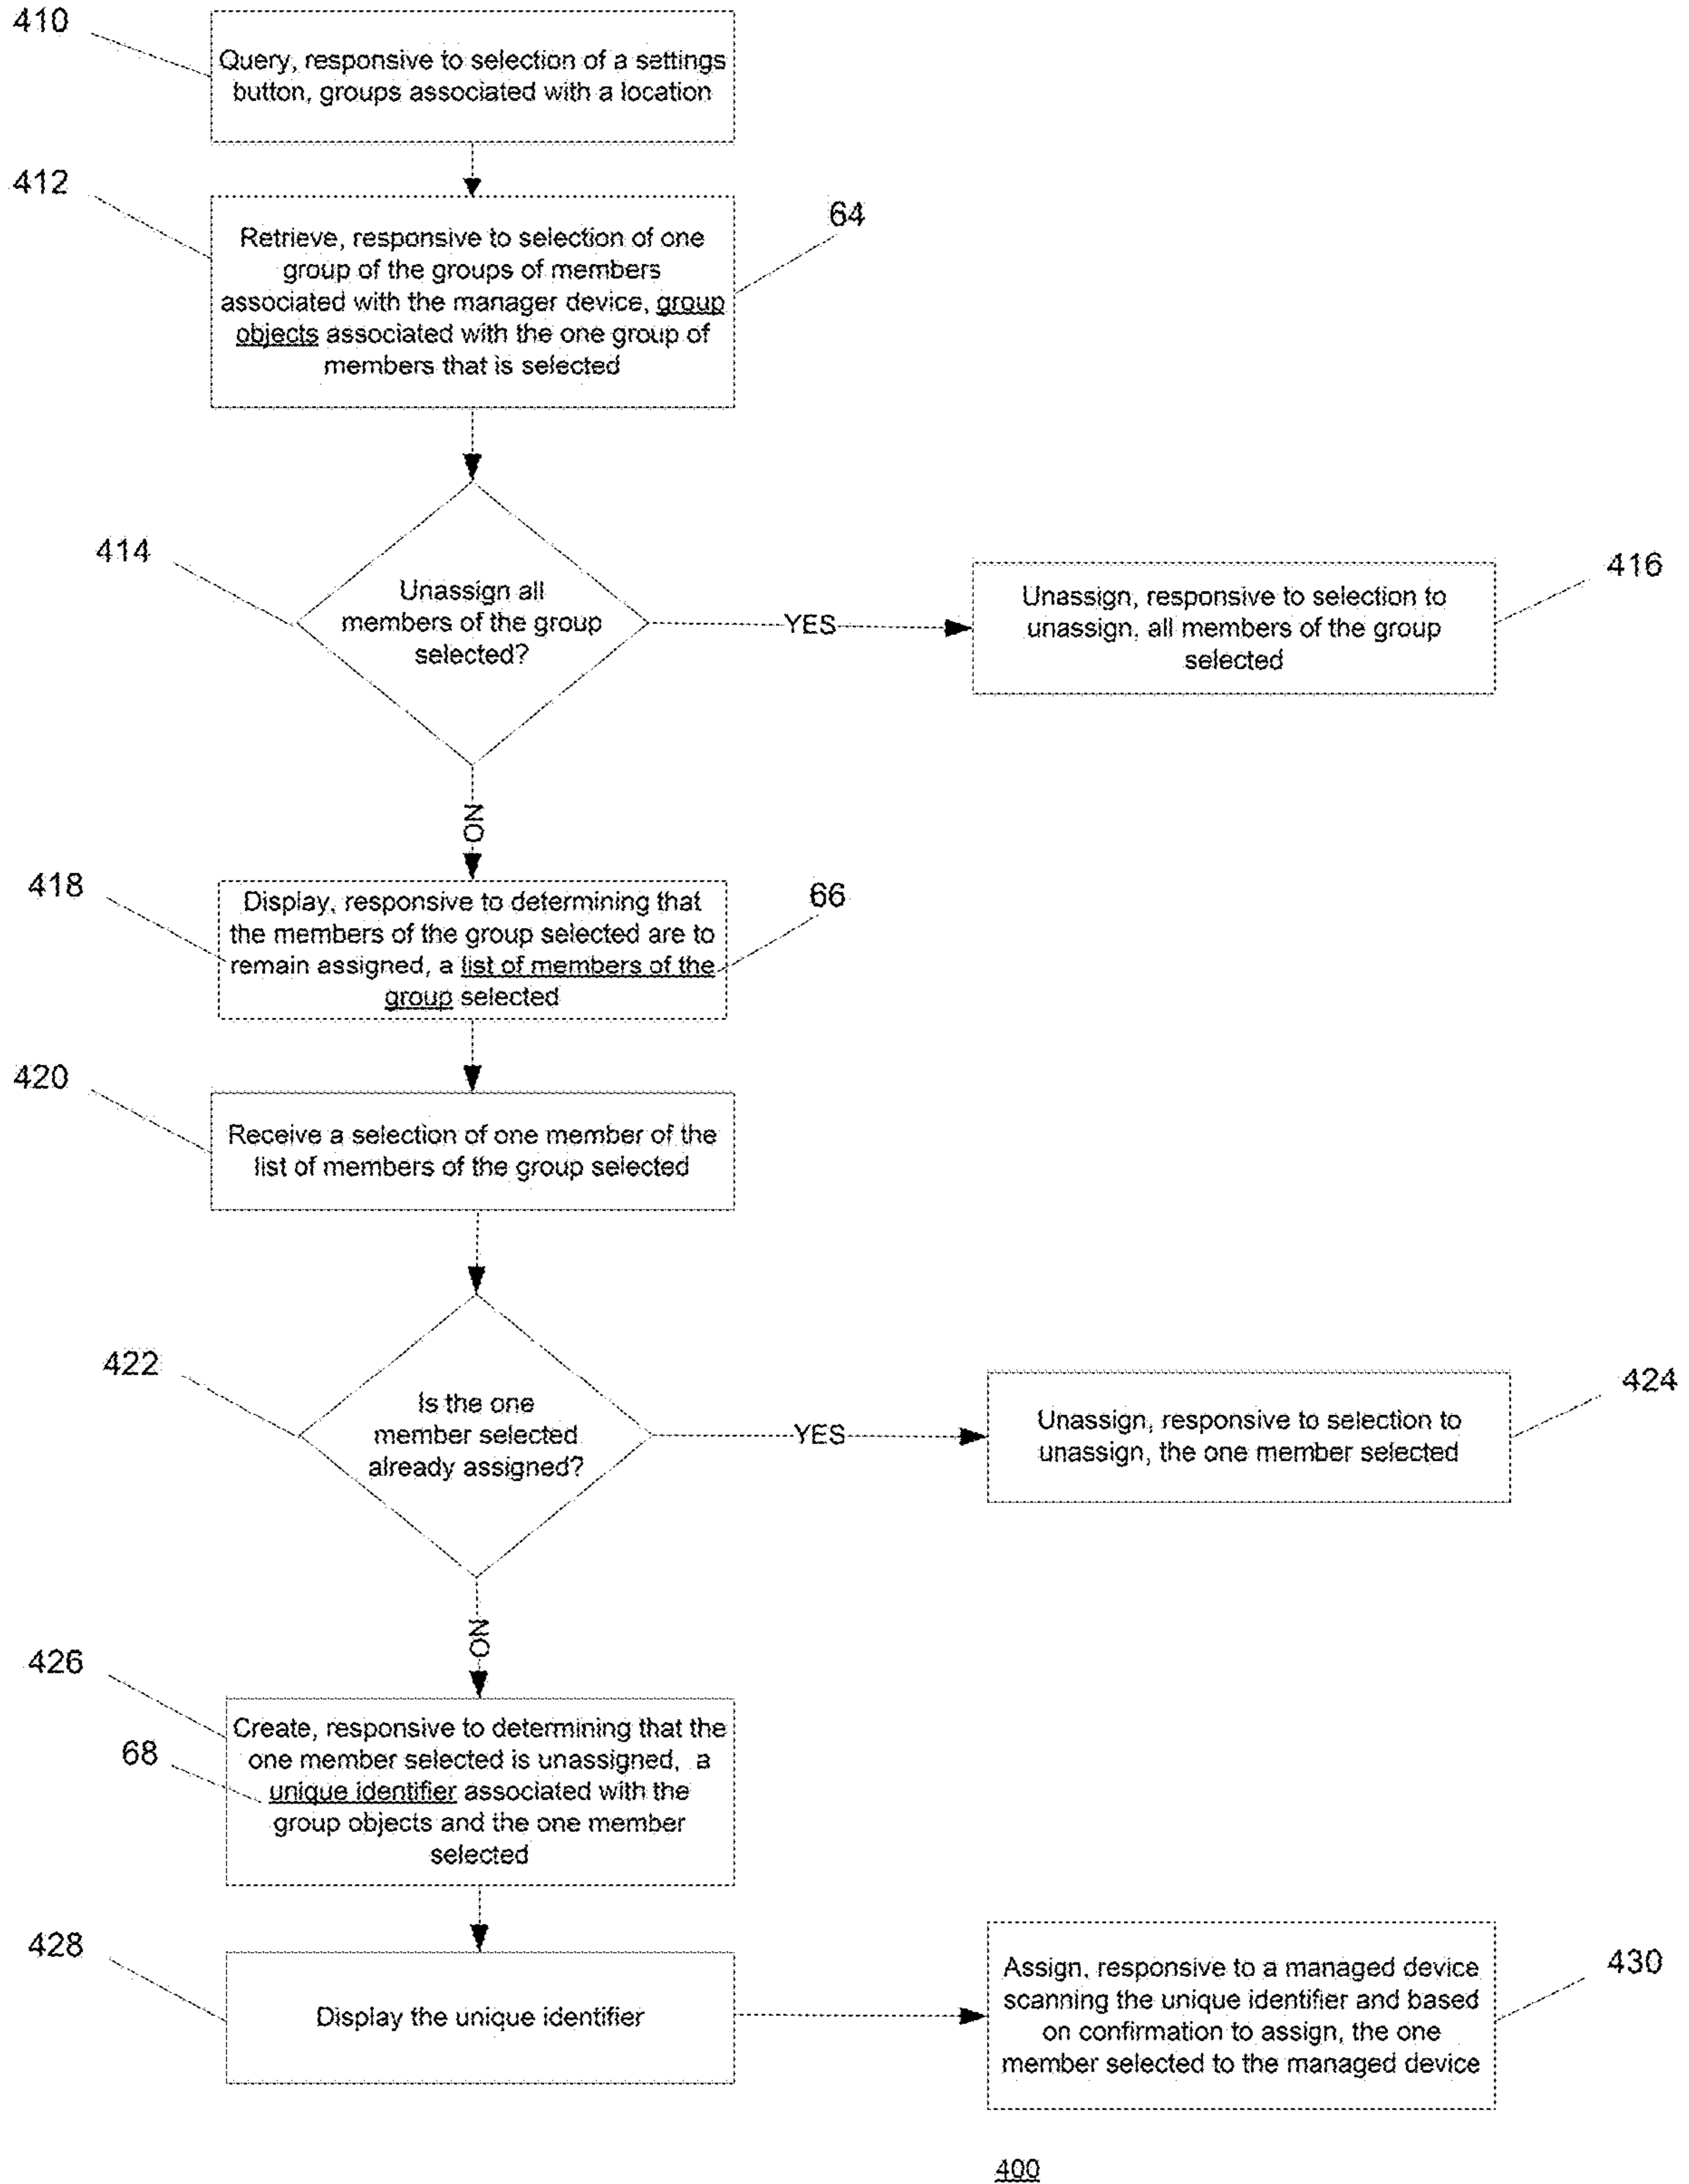 410
Query, responsive to selection of a settings
button, groups associated with a location
412
64
Retrieve, responsive to selection of one
group of the groups of members
associated with the manager device, group
objects associated with the one group of
members that is selected
414
Unassign all
members of the group
selected?
YES
416
Unassign, responsive to selection to
unassign, all members of the group
selected
NO
418
66
Display, responsive to determining that
the members of the group selected are to
remain assigned, a list of members of the
group selected
420
Receive a selection of one member of the
list of members of the group selected
422
Is the one
member selected
already assigned?
YES
424
Unassign, responsive to selection to
unassign, the one member selected
NO
426
68
Create, responsive to determining that the
one member selected is unassigned, a
unique identifier associated with the
group objects and the one member
selected
428
Display the unique identifier
430
Assign, responsive to a managed device
scanning the unique identifier and based
on confirmation to assign, the one
member selected to the managed device
400